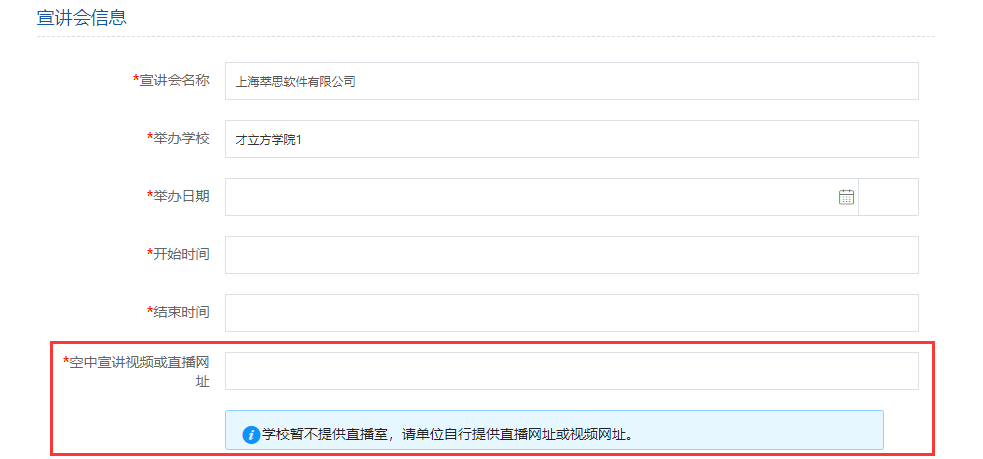 宣讲会信息
*宣讲会名称
上海萃思软件有限公司
*举办学校
才立方学院1
*举办日期
*开始时间
*结束时间
*空中宣讲视频或直播网
址
学校暂不提供直播室，请单位自行提供直播网址或视频网址。